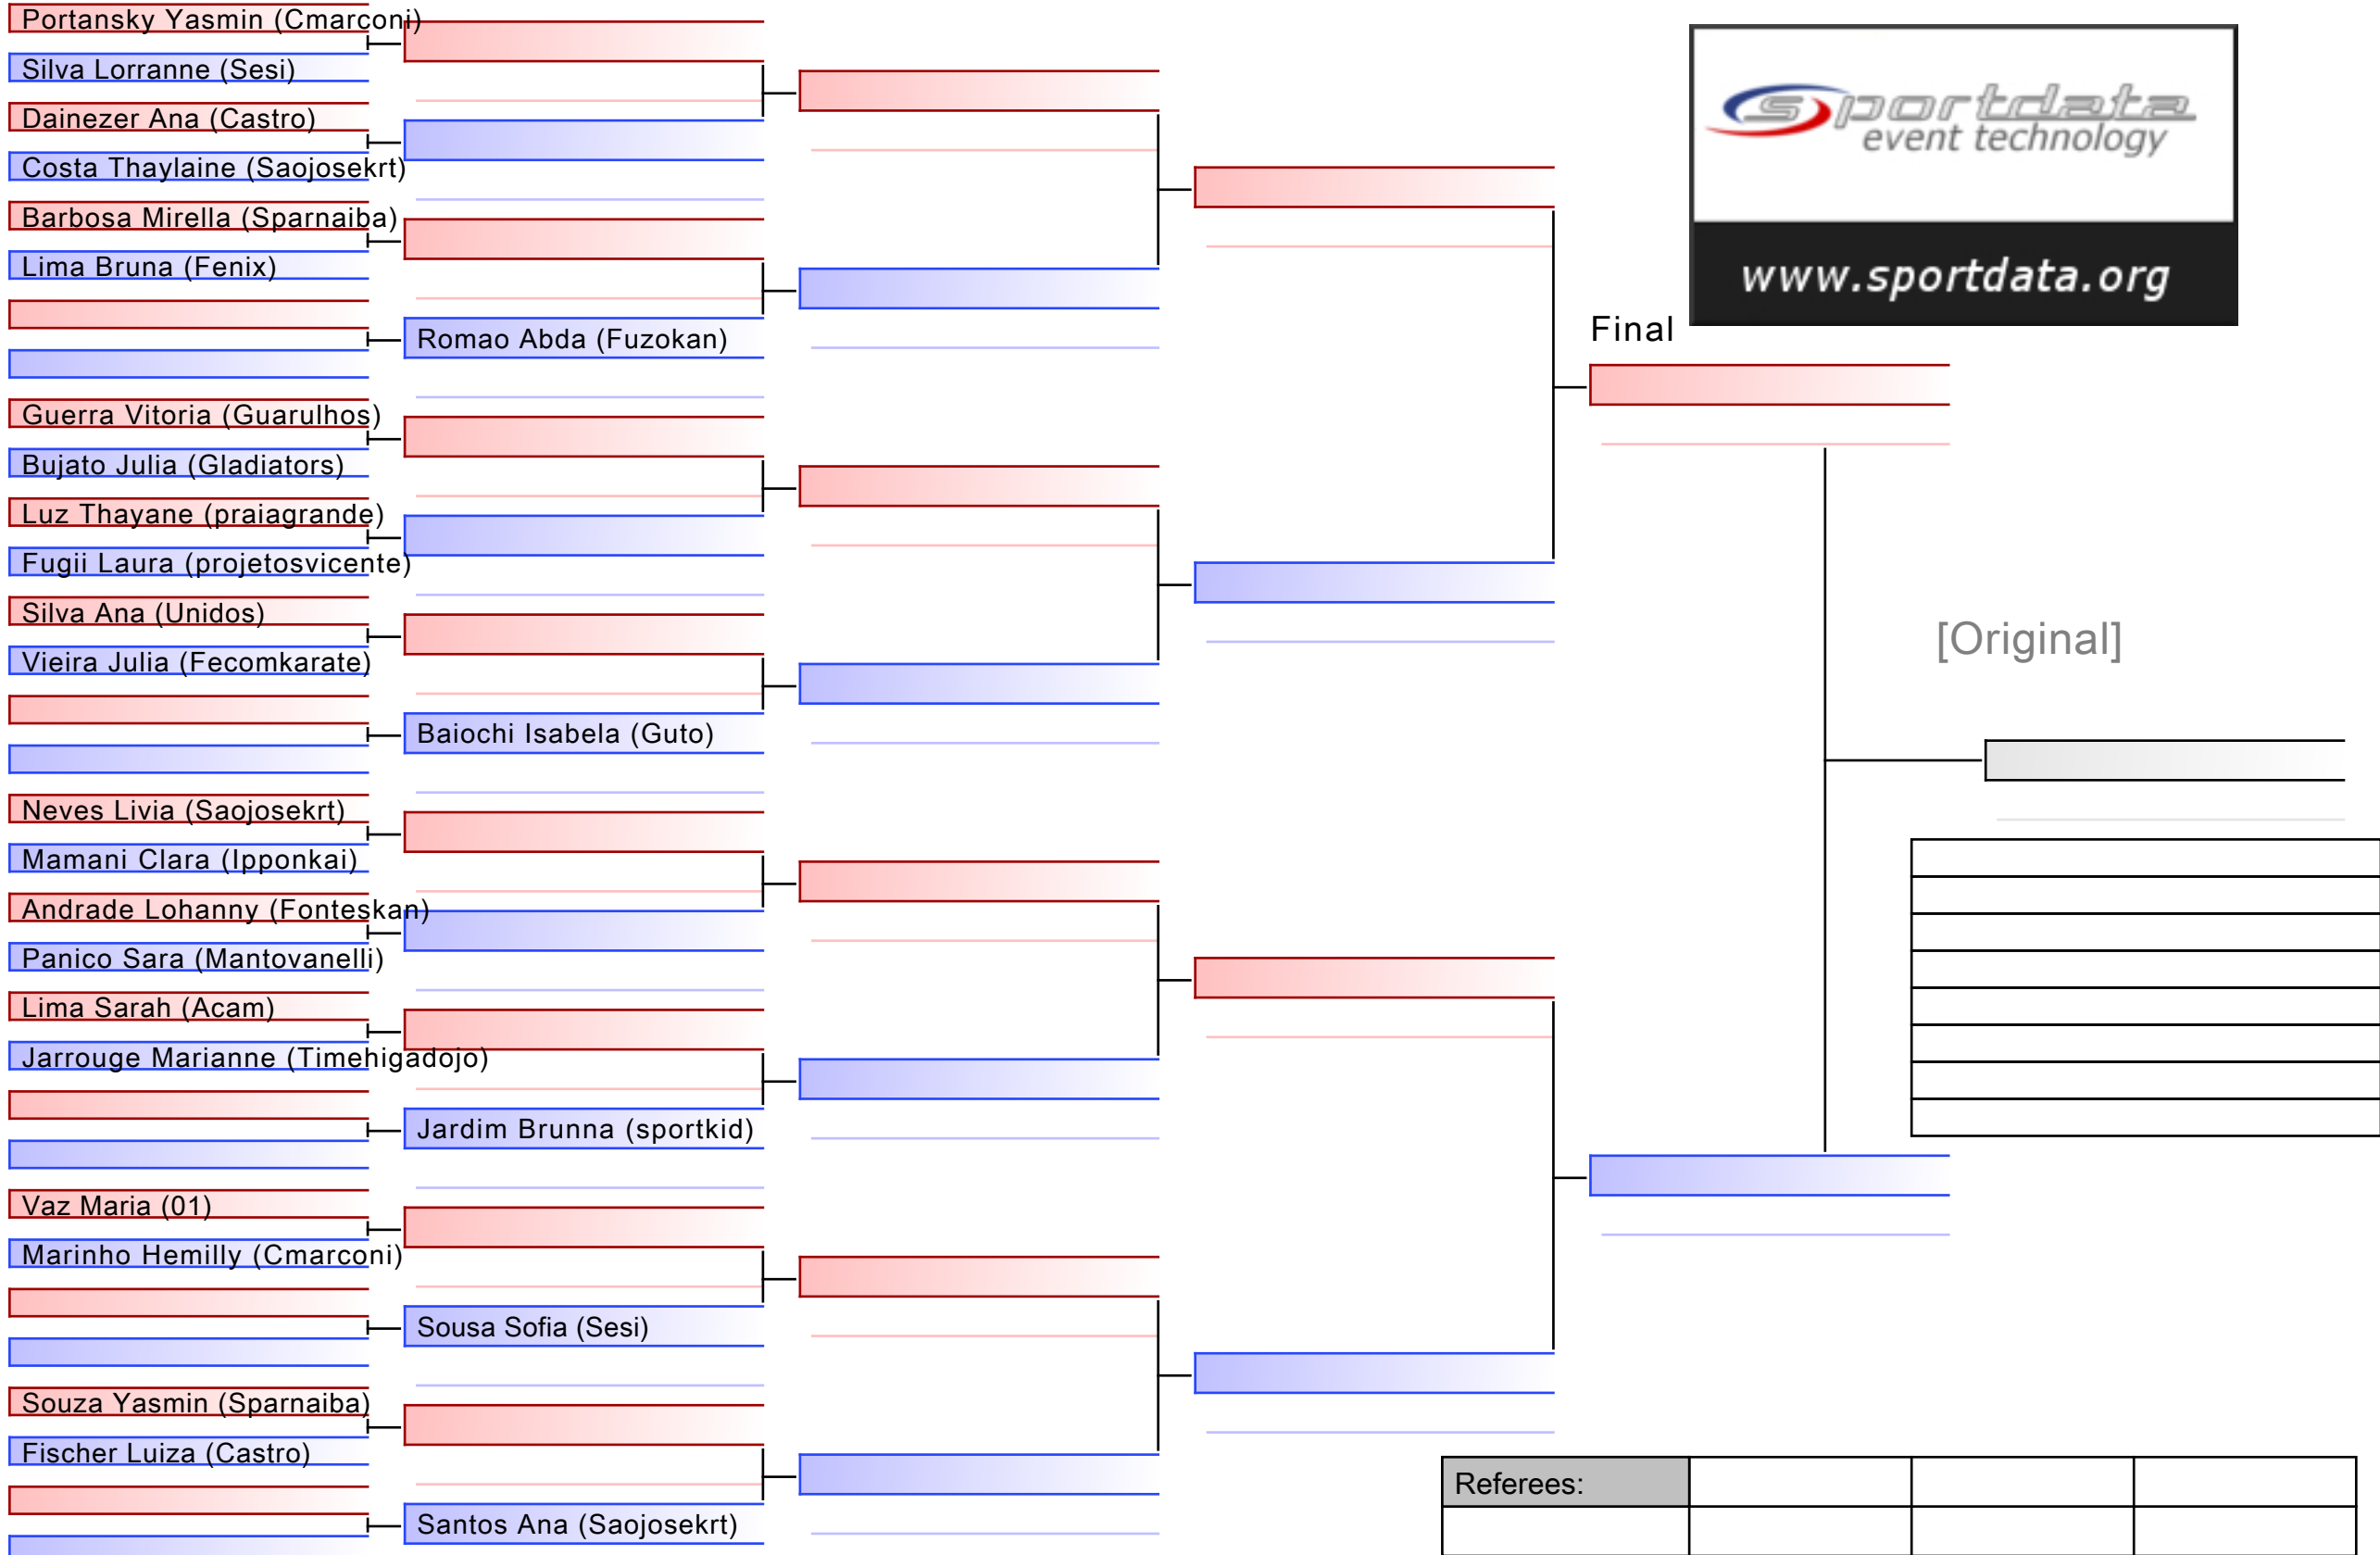 Portansky Yasmin (Cmarconi)
Silva Lorranne (Sesi)
Dainezer Ana (Castro)
Costa Thaylaine (Saojosekrt)
Barbosa Mirella (Sparnaiba)
Lima Bruna (Fenix)
Romao Abda (Fuzokan)
Guerra Vitoria (Guarulhos)
Bujato Julia (Gladiators)
Luz Thayane (praiagrande)
Fugii Laura (projetosvicente)
Silva Ana (Unidos)
Vieira Julia (Fecomkarate)
Baiochi Isabela (Guto)
Neves Livia (Saojosekrt)
Mamani Clara (Ipponkai)
Andrade Lohanny (Fonteskan)
Panico Sara (Mantovanelli)
Lima Sarah (Acam)
Jarrouge Marianne (Timehigadojo)
Jardim Brunna (sportkid)
Vaz Maria (01)
Marinho Hemilly (Cmarconi)
Sousa Sofia (Sesi)
Souza Yasmin (Sparnaiba)
Fischer Luiza (Castro)
Santos Ana (Saojosekrt)
sportdata
event technology
www.sportdata.org
Final
[Original]
Referees: